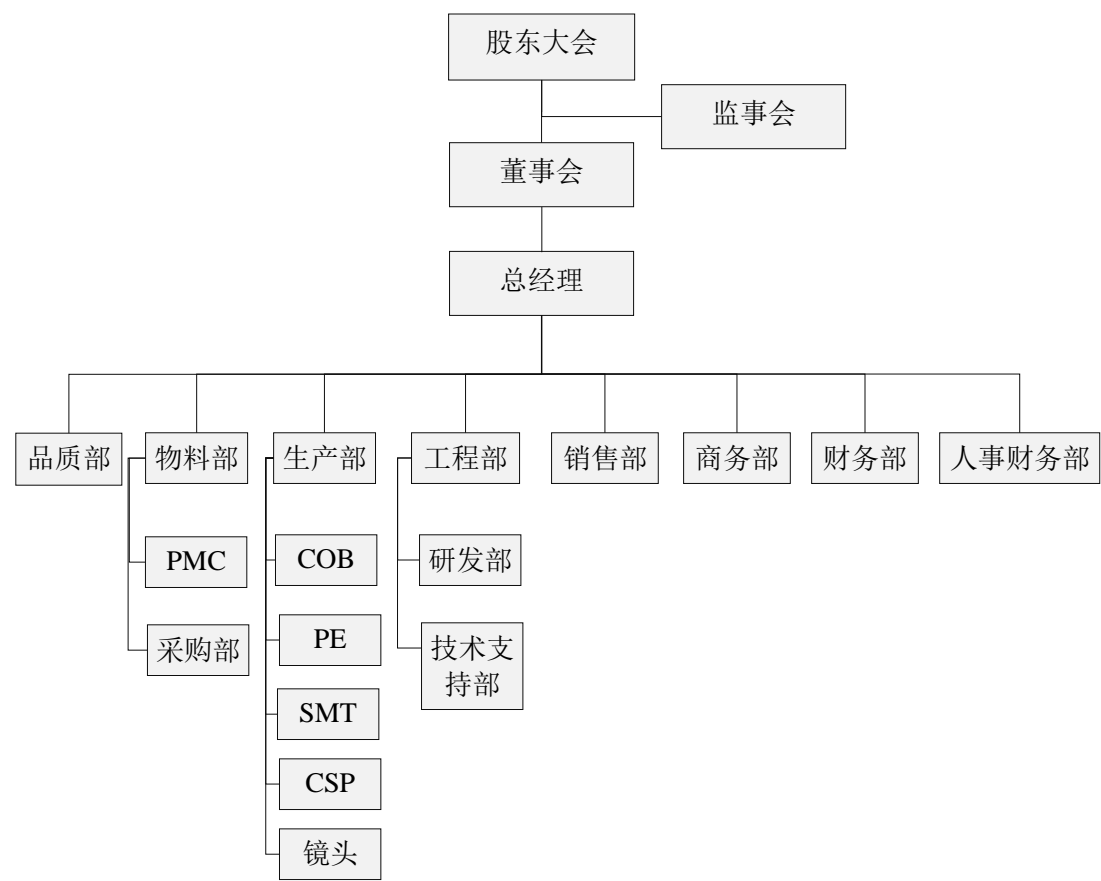 股东大会
监事会
董事会
总经理
品质部
物料部
生产部
工程部
销售部
商务部
财务部
人事财务部
PMC
COB
研发部
采购部
PE
技术支
持部
SMT
CSP
镜头